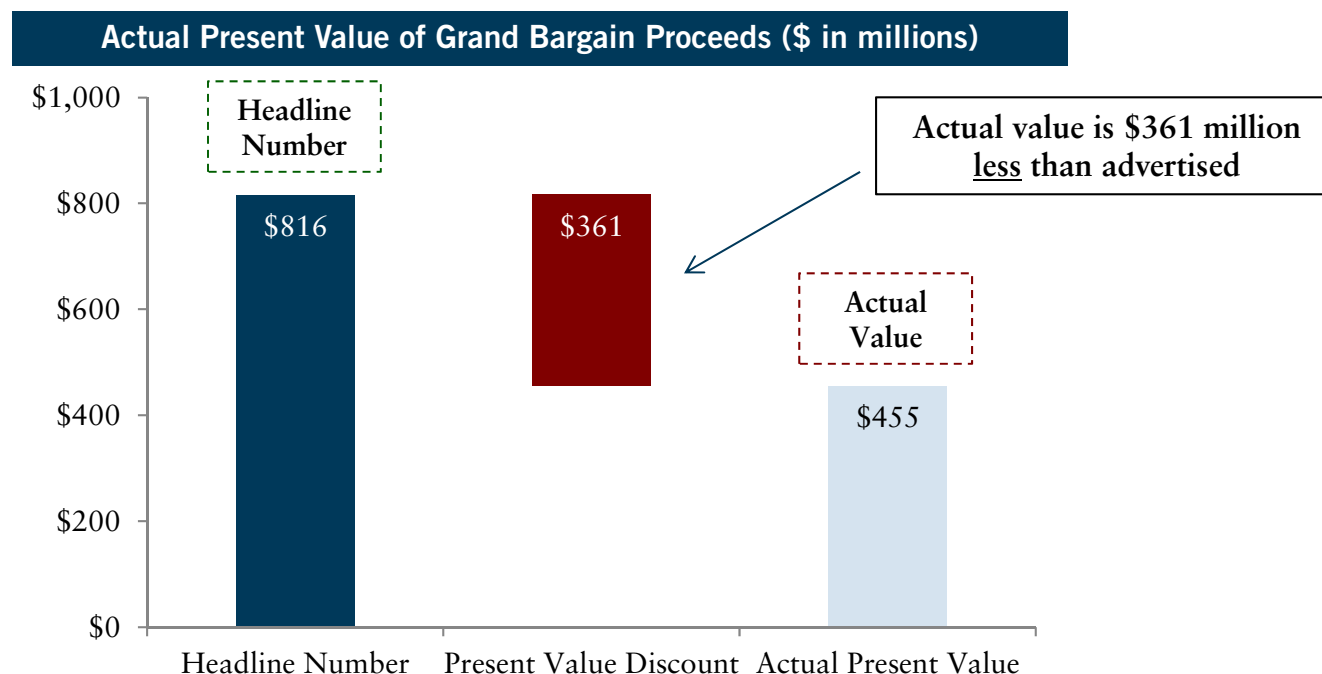 Actual Present Value of Grand Bargain Proceeds ($ in millions)
$1,000
$800
$600
$400
$200
$0
Headline
Number
$816
$361
Actual value is $361 million
less than advertised
Actual
Value
$455
Headline Number
Present Value Discount
Actual Present Value